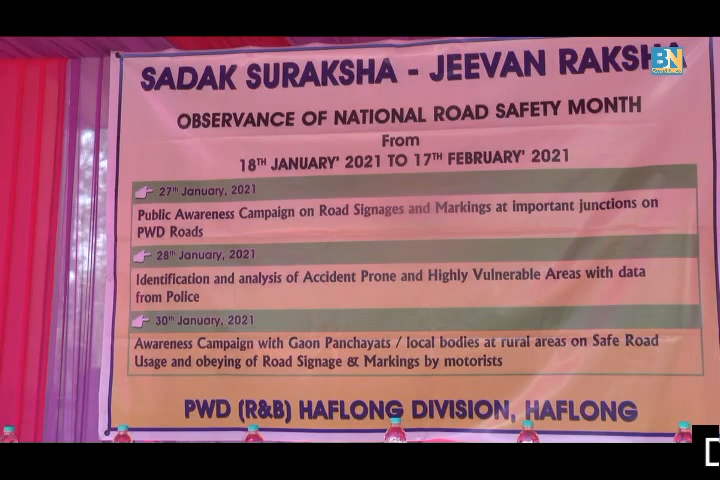 BN
SADAK SURAKSHA - JEEVAN RAKSHA
OBSERVANCE OF NATIONAL ROAD SAFETY MONTH
From
18TH JANUARY' 2021 TO 17TH FEBRUARY' 2021
27th January, 2021
Public Awareness Campaign on Road Signages and Markings at important junctions on
PWD Roads
28th January, 2021
Identification and analysis of Accident Prone and Highly Vulnerable Areas with data
from Police
30th January, 2021
Awareness Campaign with Gaon Panchayats / local bodies at rural areas on Safe Road
Usage and obeying of Road Signage & Markings by motorists
PWD (R&B) HAFLONG DIVISION, HAFLONG